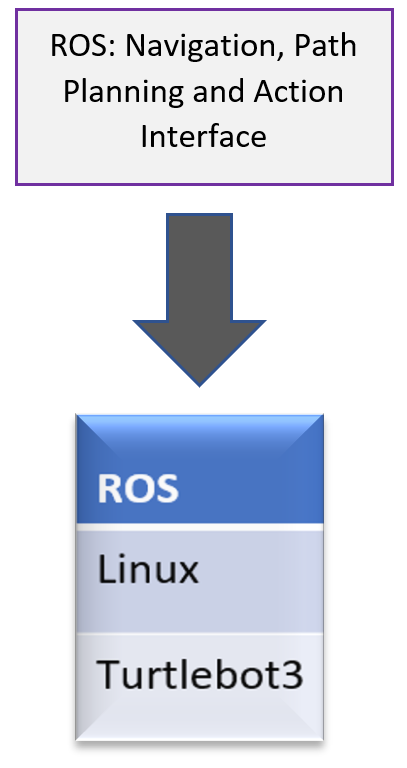 ROS: Navigation, Path
Planning and Action
Interface
ROS
Linux
Turtlebot3